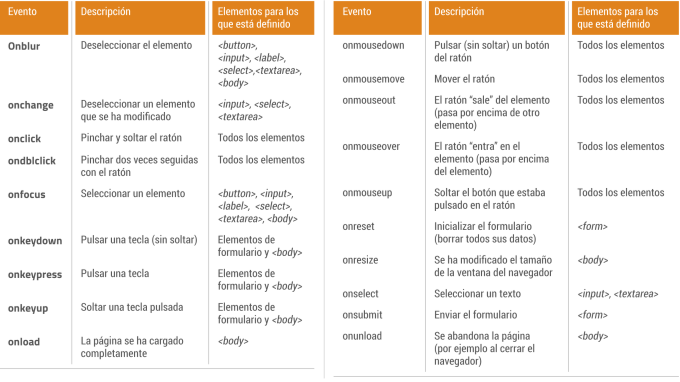 Evento Descripción Elementos para los
que está definido
Onblur Deseleccionar el elemento <button>,
<input>, <label>,
<select>,<textarea>,
<body>
onchange Deseleccionar un elemento <input>, <select>,
que se ha modificado <textarea>
onclick Pinchar y soltar el ratón Todos los elementos
ondblclick Pinchar dos veces seguidas Todos los elementos
con el ratón
onfocus Seleccionar un elemento <button>, <input>,
<label>, <select>,
<textarea>, <body>
onkeydown Pulsar una tecla (sin soltar) Elementos de
formulario y <body>
onkeypress Pulsar una tecla Elementos de
formulario y <body>
onkeyup Soltar una tecla pulsada Elementos de
formulario y <body>
onload La página se ha cargado <body>
completamente
Evento Descripción Elementos para los
que está definido
onmousedown Pulsar (sin soltar) un botón Todos los elementos
del ratón
onmousemove Mover el ratón Todos los elementos
onmouseout El ratón “sale” del elemento Todos los elementos
(pasa por encima de otro
elemento)
onmouseover El ratón “entra” en el Todos los elementos
elemento (pasa por encima
del elemento)
onmouseup Soltar el botón que estaba Todos los elementos
pulsado en el ratón
onreset Inicializar el formulario <form>
(borrar todos sus datos)
onresize Se ha modificado el tamaño <body>
de la ventana del navegador
onselect Seleccionar un texto <input>, <textarea>
onsubmit Enviar el formulario <form>
onunload Se abandona la página <body>
(por ejemplo al cerrar el
navegador)